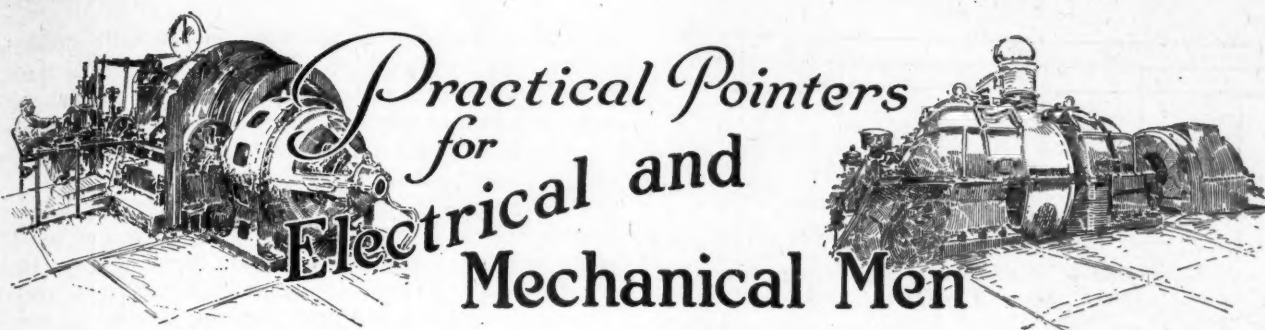 Practical Pointers
for
Electrical and
Mechanical Men